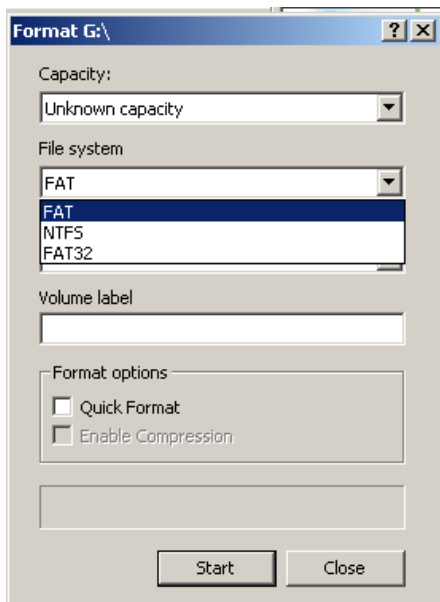 Format G:\
Capacity:
Unknown capacity
File system
FAT
FAT
NTFS
FAT32
Volume label
Format options
Quick Format
Enable Compression
Start
Close